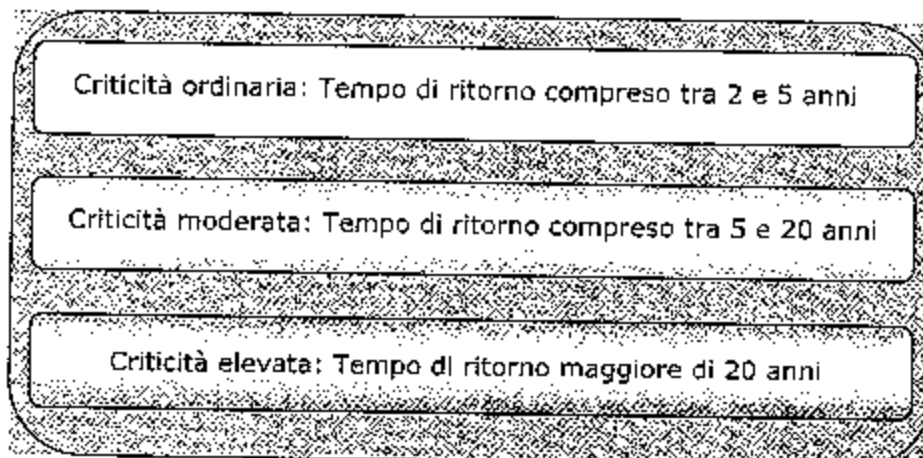 Criticità ordinaria: Tempo di ritorno compreso tra 2 e 5 anni
Criticità moderata: Tempo di ritorno compreso tra 5 e 20 anni
Criticità elevata: Tempo di ritorno maggiore di 20 anni